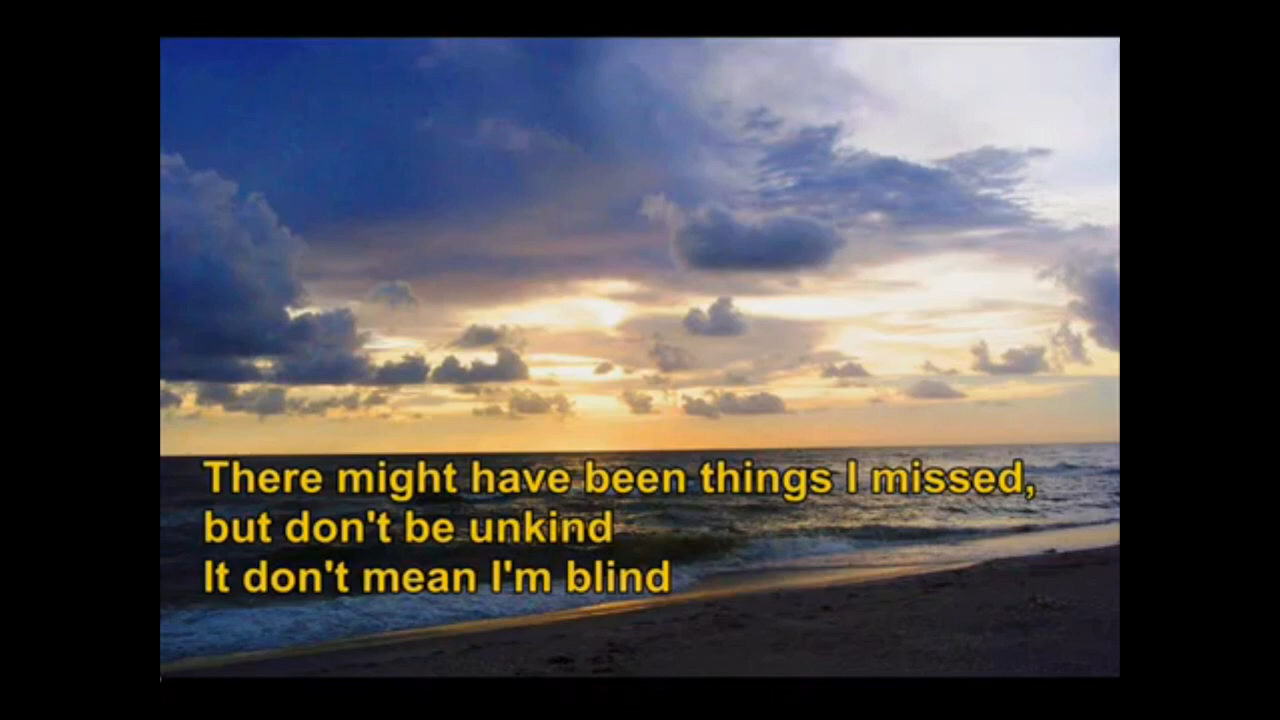 There might have been things I missed,
but don't be unkind
It don't mean I'm blind